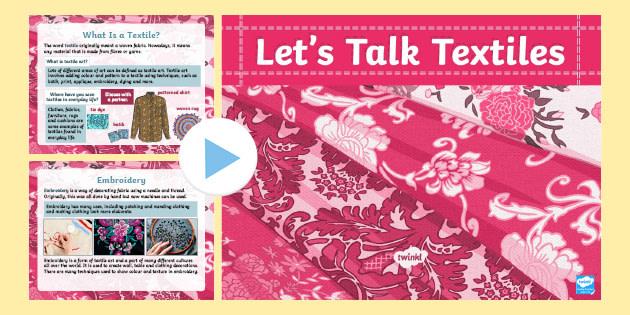 What Is a Textile?
The word textile originally meant a woven fabric. Nowadays, it means
any material that is made from fibre or yarns.
What is textile art?
Lots of different areas of art can be defined as textile art. Textile art
involves adding colour and pattern to a textile using techniques, such as
batik, print, applique, embroidery, dyeing and more.
Where have you seen
textiles in everyday life?
Discuss with
a partner.
patterned shirt
Clothes, fabrics,
furniture, rugs
and cushions are
some examples of
textiles found in
everyday life.
tie dye
batik
woven rug
Embroidery
Embroidery is a way of decorating fabric using a needle and thread.
Originally, this was all done by hand but now machines can be used.
Embroidery has many uses, including patching and mending clothing
and making clothing look more elaborate.
Embroidery is a form of textile art and a part of many different cultures
all over the world. It is used to create wall, table and clothing decorations.
There are many techniques used to show colour and texture in embroidery.
Let's Talk Textiles
twinkl
twinkl